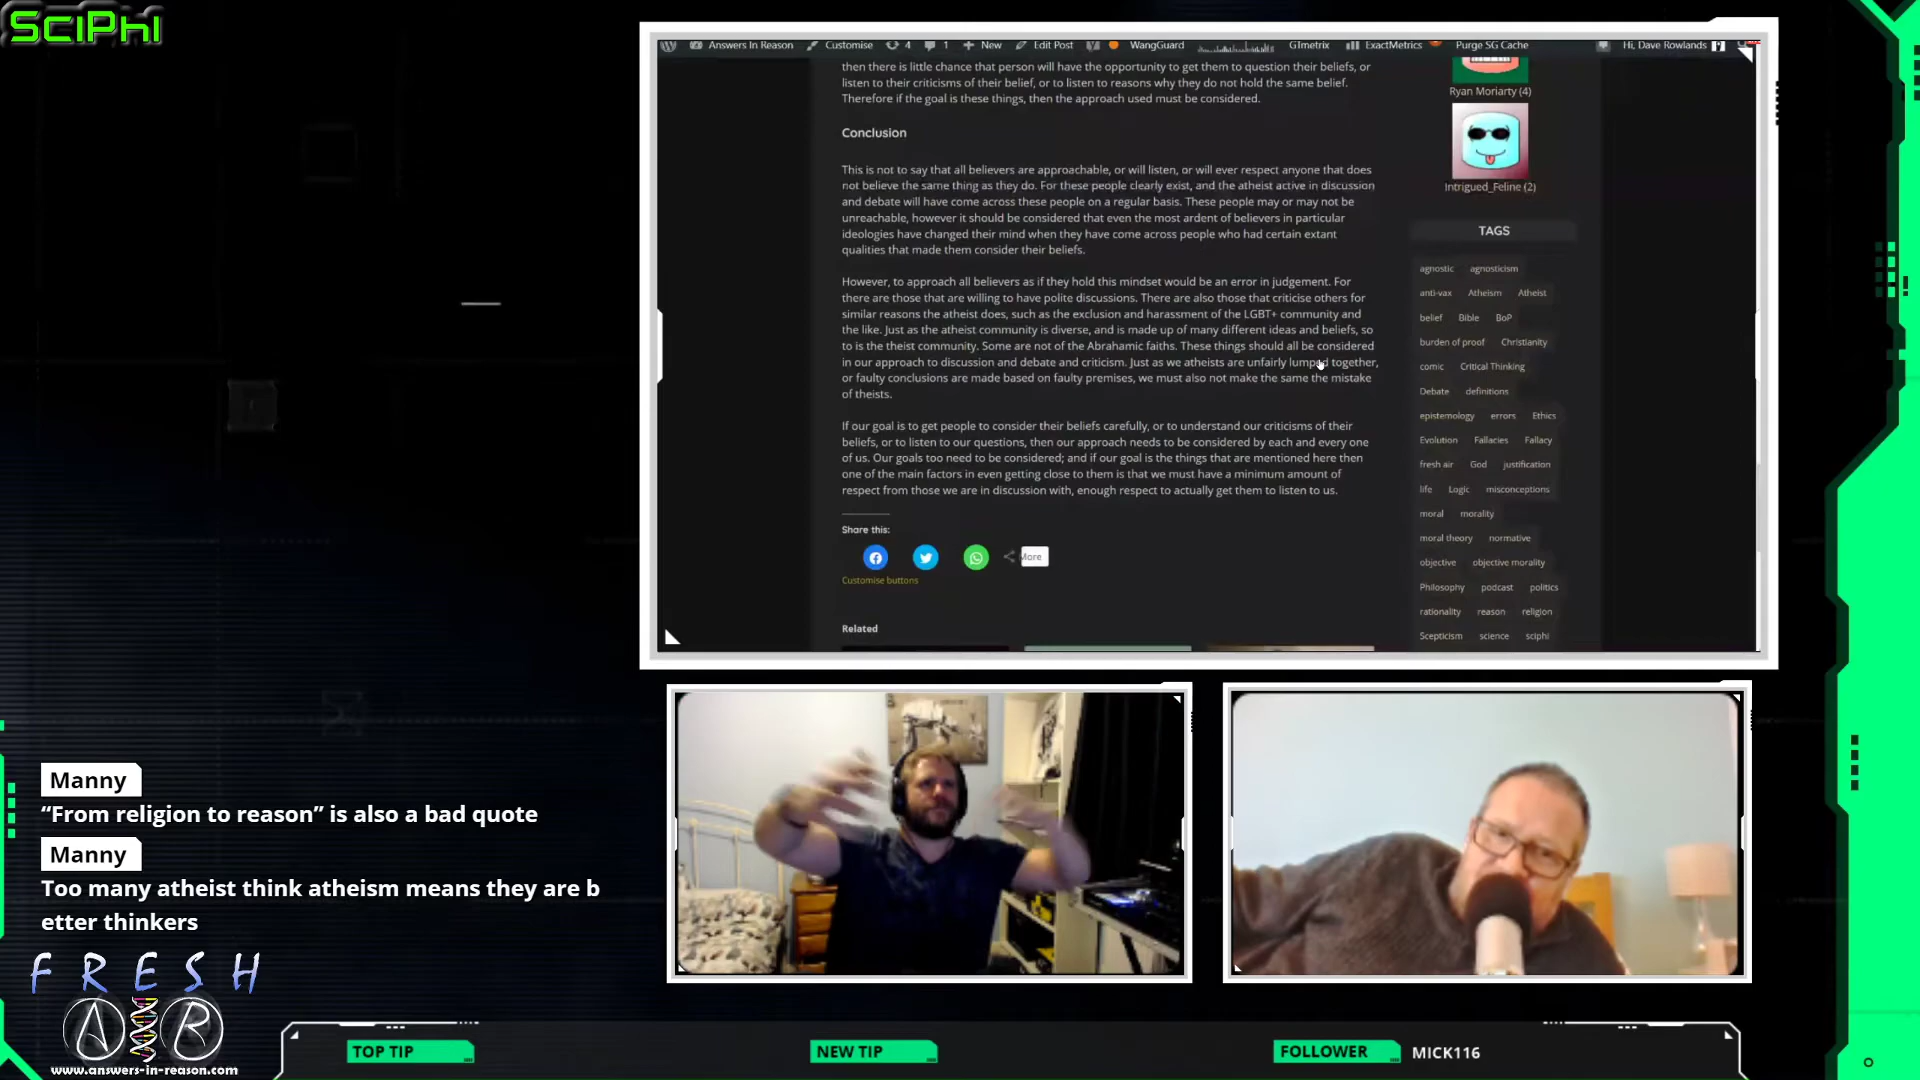 SCIPHI
Answers In Reason
Customise
4
1
New
Edit Post
WangGuard
GTmetrix
ExactMetrics
Purge SG Cache
Hi, Dave Rowlands
then there is little chance that person will have the opportunity to get them to question their beliefs, or
listen to their criticisms of their belief, or to listen to reasons why they do not hold the same belief.
Therefore if the goal is these things, then the approach used must be considered.
Conclusion
This is not to say that all believers are approachable, or will listen, or will ever respect anyone that does
not believe the same thing as they do. For these people clearly exist, and the atheist active in discussion
and debate will have come across these people on a regular basis. These people may or may not be
unreachable, however it should be considered that even the most ardent of believers in particular
ideologies have changed their mind when they have come across people who had certain extant
qualities that made them consider their beliefs.
However, to approach all believers as if they hold this mindset would be an error in judgement. For
there are those that are willing to have polite discussions. There are also those that criticise others for
similar reasons the atheist does, such as the exclusion and harassment of the LGBT+ community and
the like. Just as the atheist community is diverse, and is made up of many different ideas and beliefs, so
to is the theist community. Some are not of the Abrahamic faiths. These things should all be considered
in our approach to discussion and debate and criticism. Just as we atheists are unfairly lumped together,
or faulty conclusions are made based on faulty premises, we must also not make the same the mistake
of theists.
If our goal is to get people to consider their beliefs carefully, or to understand our criticisms of their
beliefs, or to listen to our questions, then our approach needs to be considered by each and every one
of us. Our goals too need to be considered; and if our goal is the things that are mentioned here then
one of the main factors in even getting close to them is that we must have a minimum amount of
respect from those we are in discussion with, enough respect to actually get them to listen to us.
Share this:
More
Customise buttons
Related
Ryan Moriarty (4)
Intrigued_Feline (2)
TAGS
agnostic agnosticism
anti-vax Atheism Atheist
belief Bible BoP
burden of proof Christianity
comic Critical Thinking
Debate definitions
epistemology errors Ethics
Evolution Fallacies Fallacy
fresh air God justification
life Logic misconceptions
moral morality
moral theory normative
objective objective morality
Philosophy podcast politics
rationality reason religion
Scepticism science sciphi
Manny
“From religion to reason” is also a bad quote
Manny
Too many atheist think atheism means they are b
etter thinkers
FRESH
AIR
www.answers-in-reason.com
TOP TIP
NEW TIP
FOLLOWER
MICK116